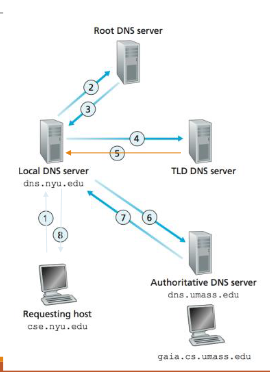 Root DNS server
2
3
4
5
Local DNS server
dns.nyu.edu
TLD DNS server
1
8
7
6
Requesting host
cse.nyu.edu
Authoritative DNS server
dns.umass.edu
gaia.cs.umass.edu